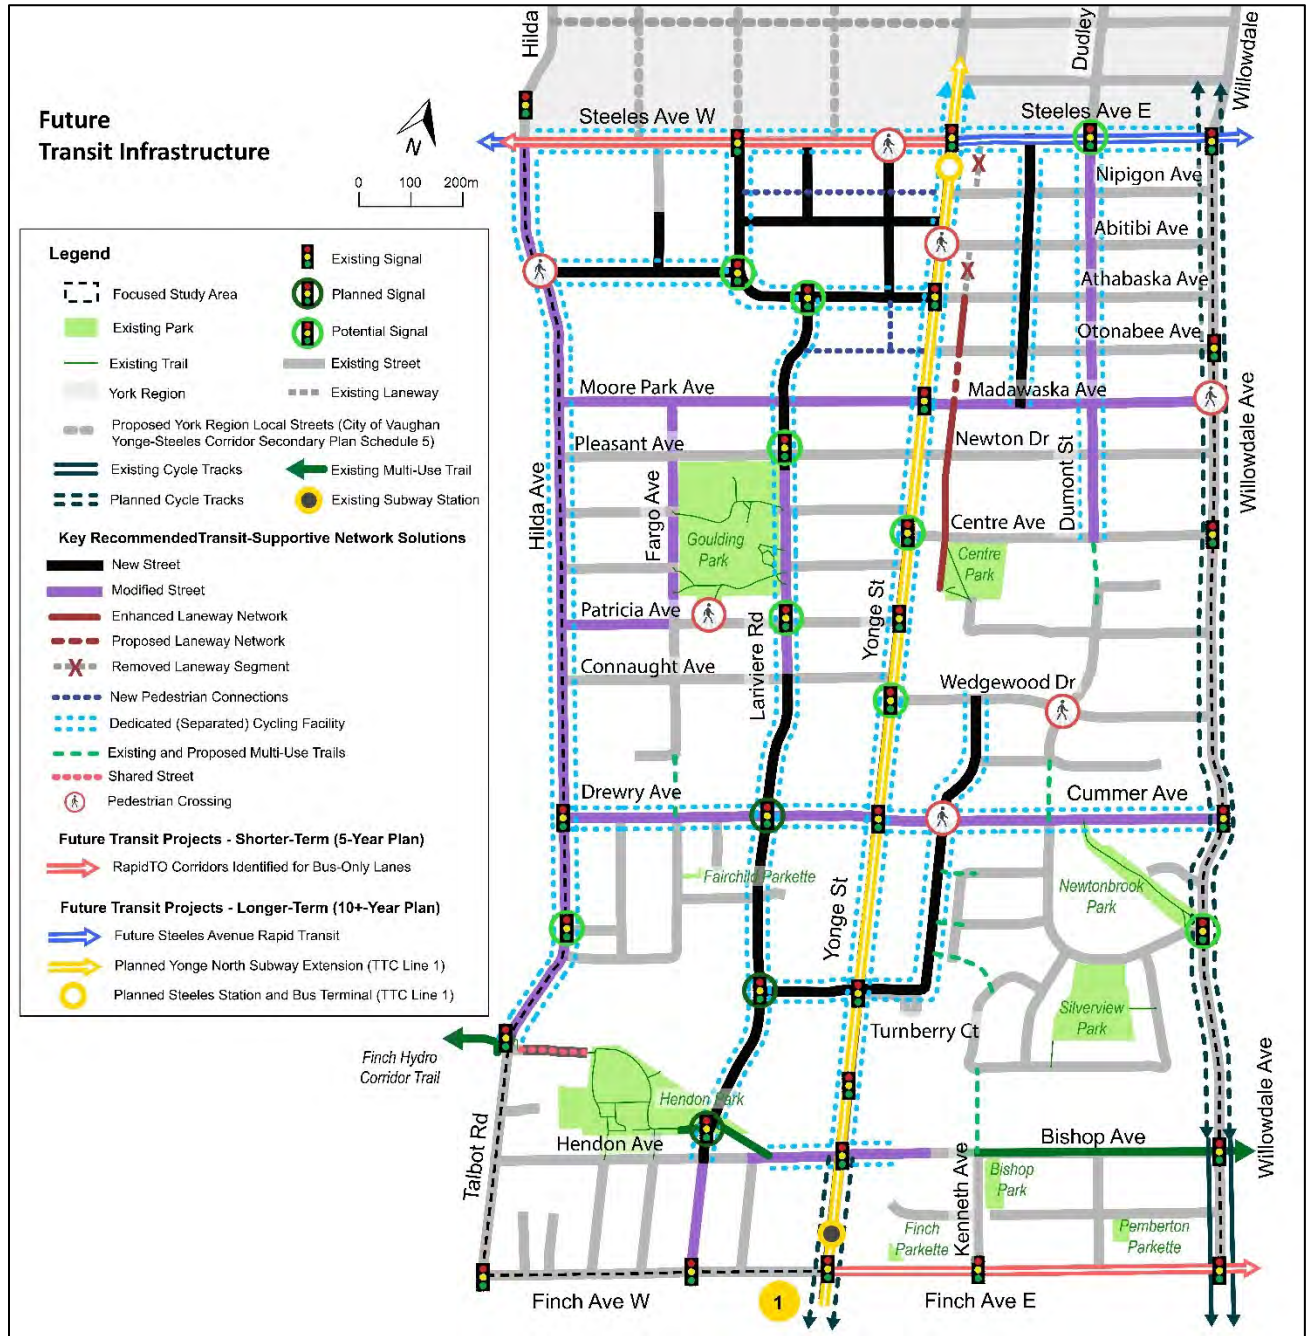 Hilda
Dudley
Willowdale
Future
Transit Infrastructure
N
0 100 200m
Steeles Ave W
Steeles Ave E
Nipigon Ave
Abitibi Ave
Athabaska Ave
Otonabee Ave
Legend
Focused Study Area
Existing Park
Existing Trail
York Region
Proposed York Region Local Streets (City of Vaughan
Yonge-Steeles Corridor Secondary Plan Schedule 5)
Existing Cycle Tracks
Planned Cycle Tracks
Existing Signal
Planned Signal
Potential Signal
Existing Street
Existing Laneway
Existing Multi-Use Trail
Existing Subway Station
Key RecommendedTransit-Supportive Network Solutions
New Street
Modified Street
Enhanced Laneway Network
Proposed Laneway Network
X
Removed Laneway Segment
New Pedestrian Connections
Dedicated (Separated) Cycling Facility
Existing and Proposed Multi-Use Trails
Shared Street
Pedestrian Crossing
Future Transit Projects - Shorter-Term (5-Year Plan)
RapidTO Corridors Identified for Bus-Only Lanes
Future Transit Projects - Longer-Term (10+-Year Plan)
Future Steeles Avenue Rapid Transit
Planned Yonge North Subway Extension (TTC Line 1)
Planned Steeles Station and Bus Terminal (TTC Line 1)
X
X
Moore Park Ave
Madawaska Ave
Pleasant Ave
Newton Dr
Hilda Ave
Fargo Ave
Goulding
Park
Dumont St
Willowdale Ave
Centre Ave
Centre
Park
Patricia Ave
Yonge St
Lariviere Rd
Connaught Ave
Wedgewood Dr
Drewry Ave
Cummer Ave
Fairchild Parkette
Newtonbrook
Park
Yonge St
Silverview
Park
Turnberry Ct
Finch Hydro
Corridor Trail
Hendon Park
Hendon Ave
Bishop Ave
Talbot Rd
Kenneth Ave
Willowdale Ave
Bishop
Park
Finch
Parkette
Pemberton
Parkette
Finch Ave W
1
Finch Ave E